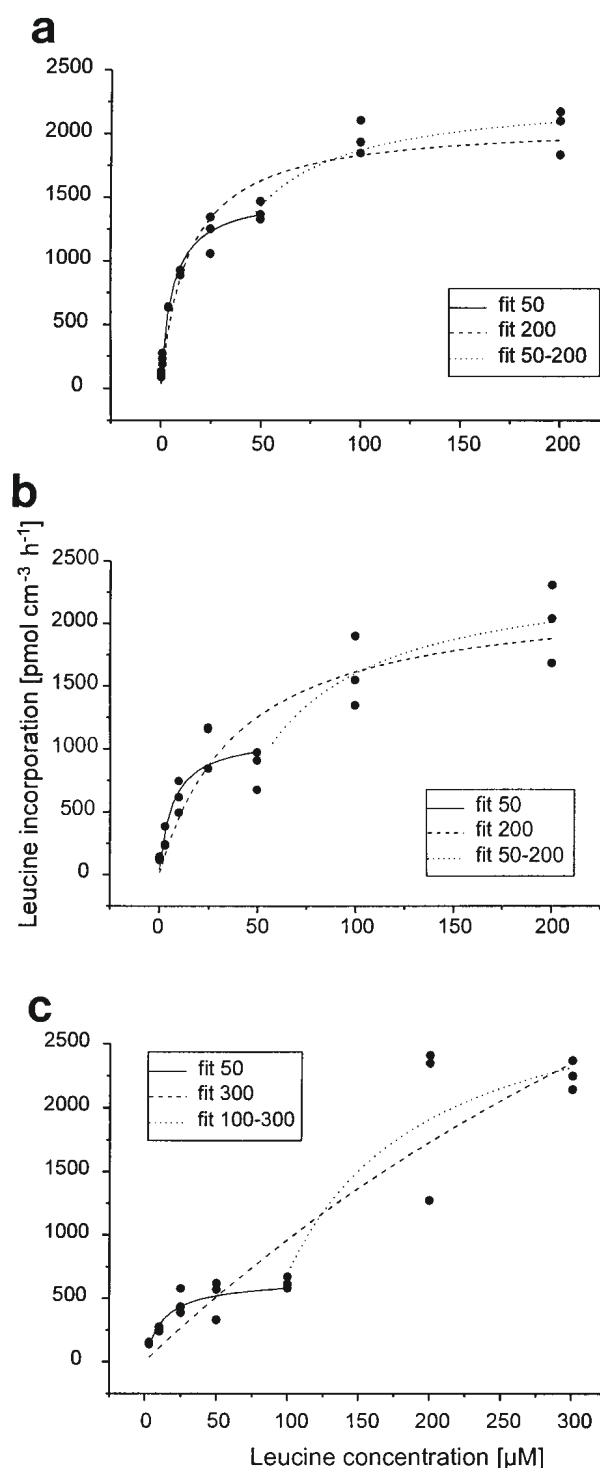 a
2500
2000
1500
1000
500
0
fit 50
fit 200
fit 50-200
0 50 100 150 200
b
Leucine incorporation [pmol cm⁻³ h⁻¹]
2500
2000
1500
1000
500
0
fit 50
fit 200
fit 50-200
0 50 100 150 200
c
2500
2000
1500
1000
500
0
fit 50
fit 300
fit 100-300
0 50 100 150 200 250 300
Leucine concentration [µM]